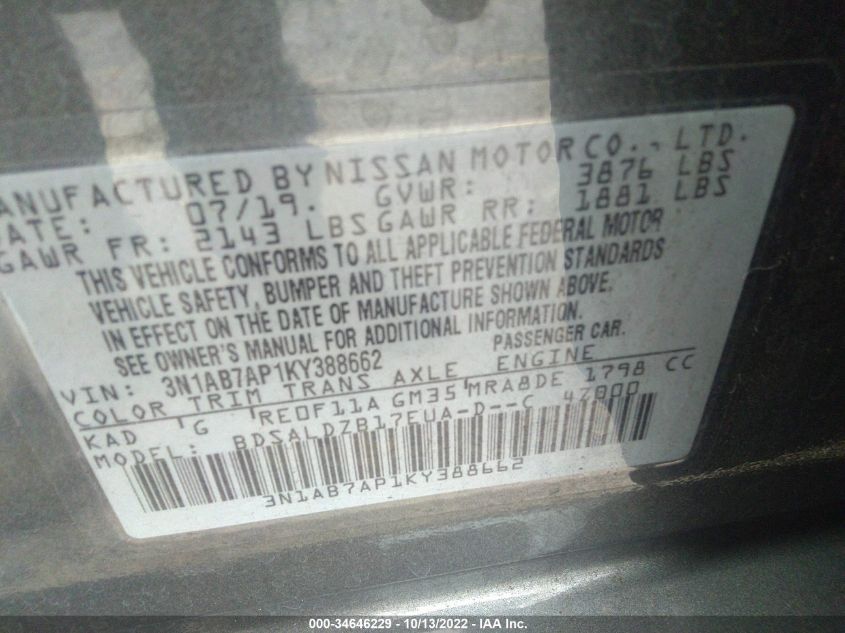 ANUFACTURED BY NISSAN MOTOR CO., LTD.
ATE: 07/19. GVWR: 3876 LBS
GAWR FR: 2143 LBS GAWR RR: 1881 LBS
THIS VEHICLE CONFORMS TO ALL APPLICABLE FEDERAL MOTOR
VEHICLE SAFETY, BUMPER AND THEFT PREVENTION STANDARDS
IN EFFECT ON THE DATE OF MANUFACTURE SHOWN ABOVE.
SEE OWNER'S MANUAL FOR ADDITIONAL INFORMATION.
VIN: 3N1AB7AP1KY388662 PASSENGER CAR.
COLOR TRIM TRANS AXLE ENGINE
KAD G RE0F11A GM35 MRA8DE 1798 CC
MODEL: BDSALDZB17EUA-D--C 4Z000
3N1AB7AP1KY388662
000-34646229 - 10/13/2022 - IAA Inc.